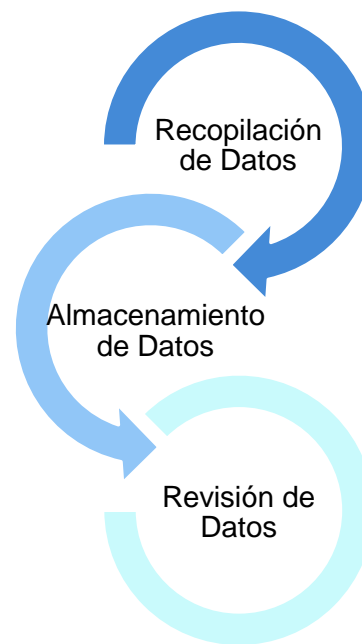 Recopilación
de Datos
Almacenamiento
de Datos
Revisión de
Datos